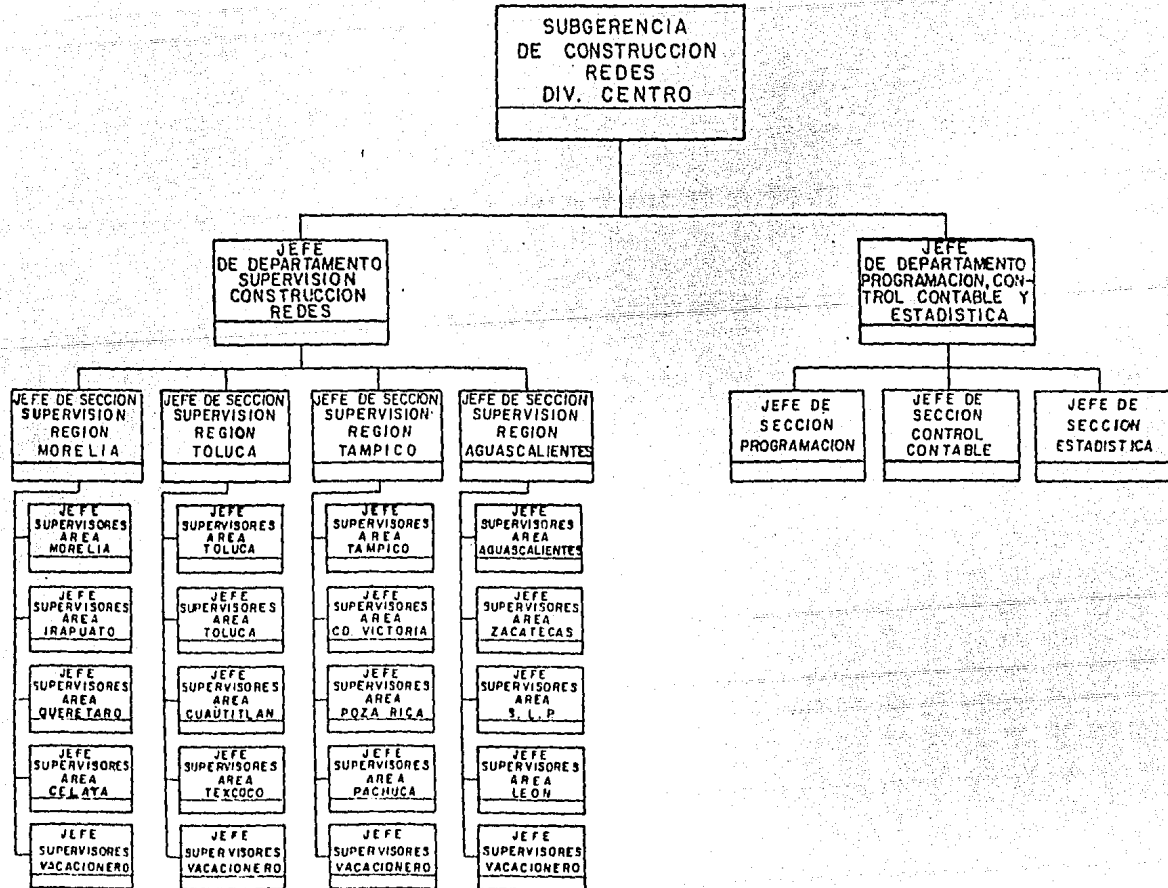 SUBGERENCIA
DE CONSTRUCCION
REDES
DIV. CENTRO
JEFE
DE DEPARTAMENTO
SUPERVISION
CONSTRUCCION
REDES
JEFE
DE DEPARTAMENTO
PROGRAMACION, CON-
TROL CONTABLE Y
ESTADISTICA
JEFE DE SECCION
SUPERVISION
REGION
MORELIA
JEFE DE SECCION
SUPERVISION
REGION
TOLUCA
JEFE DE SECCION
SUPERVISION
REGION
TAMPICO
JEFE DE SECCION
SUPERVISION
REGION
AGUASCALIENTES
JEFE DE
SECCION
PROGRAMACION
JEFE DE
SECCION
CONTROL
CONTABLE
JEFE DE
SECCION
ESTADISTICA
JEFE
SUPERVISORES
AREA
MORELIA
JEFE
SUPERVISORES
AREA
TOLUCA
JEFE
SUPERVISORES
AREA
TAMPICO
JEFE
SUPERVISORES
AREA
AGUASCALIENTES
JEFE
SUPERVISORES
AREA
IRAPUATO
JEFE
SUPERVISORES
AREA
TOLUCA
JEFE
SUPERVISORES
AREA
CD. VICTORIA
JEFE
SUPERVISORES
AREA
ZACATECAS
JEFE
SUPERVISORES
AREA
QUERETARO
JEFE
SUPERVISORES
AREA
CUAUTITLAN
JEFE
SUPERVISORES
AREA
POZA RICA
JEFE
SUPERVISORES
AREA
S. L. P
JEFE
SUPERVISORES
AREA
CELAYA
JEFE
SUPERVISORES
AREA
TEXCOCO
JEFE
SUPERVISORES
AREA
PACHUCA
JEFE
SUPERVISORES
AREA
LEON
JEFE
SUPERVISORES
VACACIONERO
JEFE
SUPERVISORES
VACACIONERO
JEFE
SUPERVISORES
VACACIONERO
JEFE
SUPERVISORES
VACACIONERO